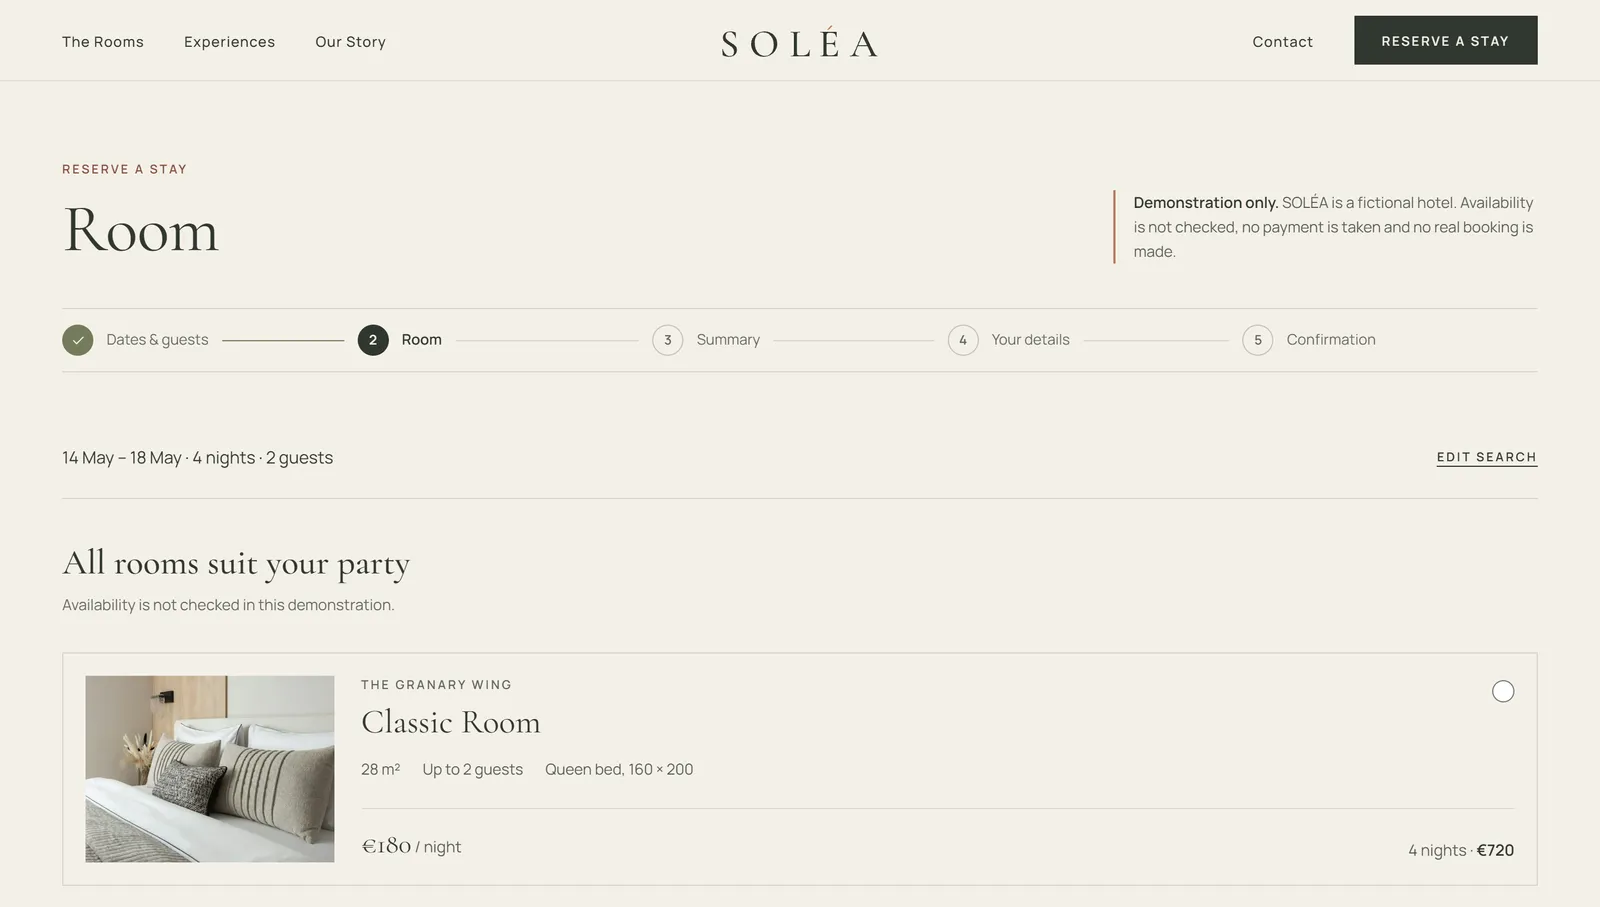 The Rooms
Experiences
Our Story
SOLÉA
Contact
RESERVE A STAY
RESERVE A STAY
Room
Demonstration only. SOLÉA is a fictional hotel. Availability
is not checked, no payment is taken and no real booking is
made.
Dates & guests
2 Room
3 Summary
4 Your details
5 Confirmation
14 May – 18 May · 4 nights · 2 guests
EDIT SEARCH
All rooms suit your party
Availability is not checked in this demonstration.
THE GRANARY WING
Classic Room
28 m² Up to 2 guests Queen bed, 160 × 200
€180 / night
4 nights · €720